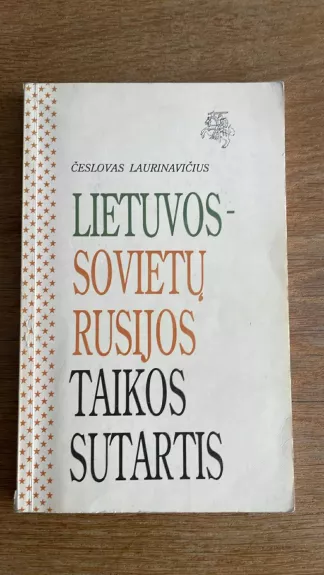 ČESLOVAS LAURINAVIČIUS
LIETUVOS-
SOVIETŲ
RUSIJOS
TAIKOS
SUTARTIS